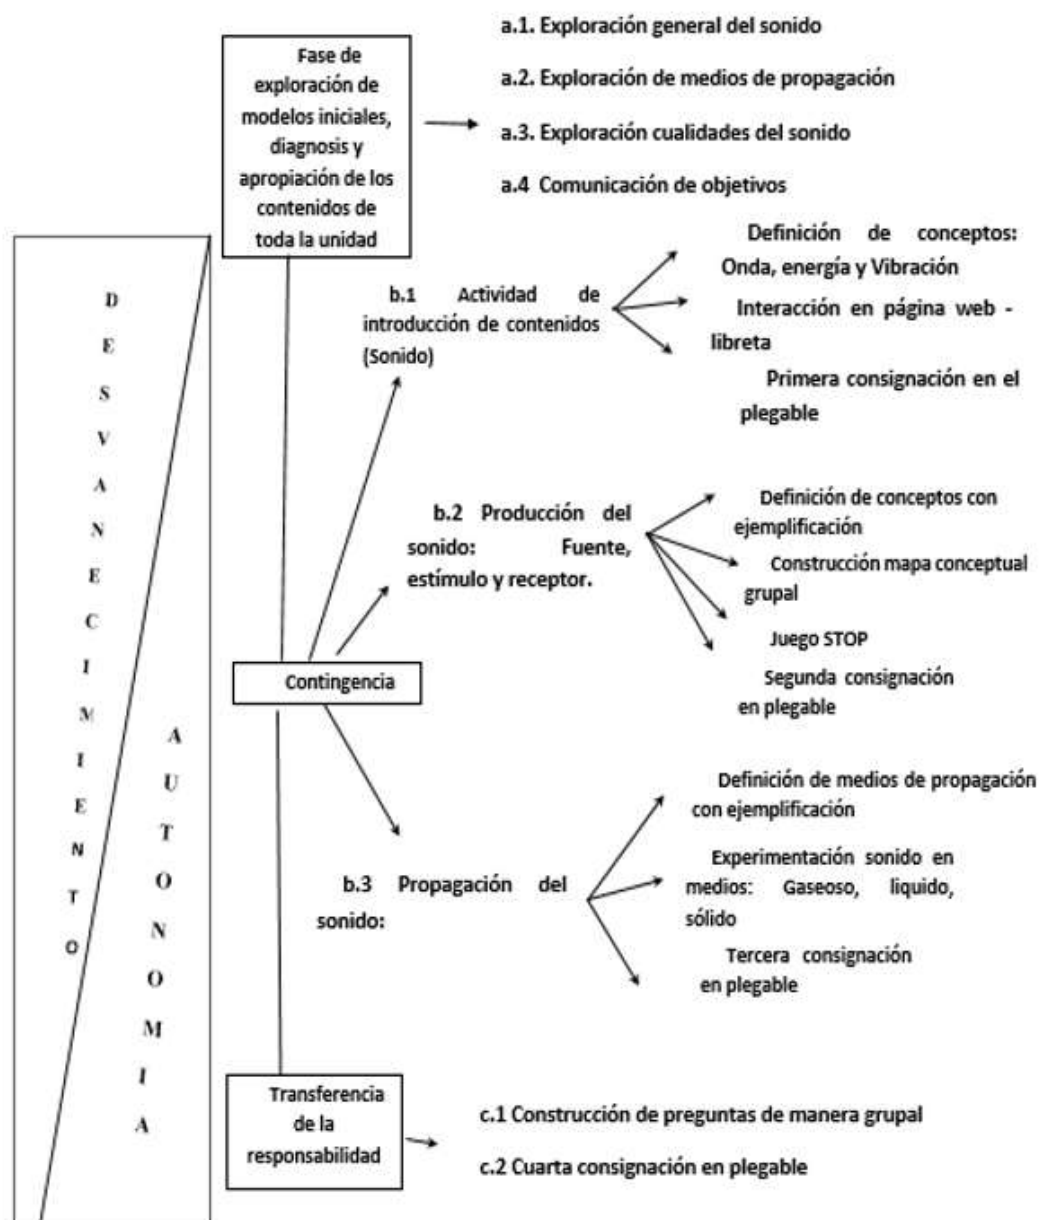 Fase de
exploración de
modelos iniciales,
diagnosis y
apropiación de los
contenidos de
toda la unidad
a.1. Exploración general del sonido
a.2. Exploración de medios de propagación
a.3. Exploración cualidades del sonido
a.4 Comunicación de objetivos
DESVANECIMIENTO
AUTONOMIA
b.1 Actividad de
introducción de contenidos
(Sonido)
Definición de conceptos:
Onda, energía y Vibración
Interacción en página web -
libreta
Primera consignación en el
plegable
b.2 Producción del
sonido: Fuente,
estímulo y receptor.
Definición de conceptos con
ejemplificación
Construcción mapa conceptual
grupal
Juego STOP
Segunda consignación
en plegable
Contingencia
b.3 Propagación del
sonido:
Definición de medios de propagación
con ejemplificación
Experimentación sonido en
medios: Gaseoso, liquido,
sólido
Tercera consignación
en plegable
Transferencia
de la
responsabilidad
c.1 Construcción de preguntas de manera grupal
c.2 Cuarta consignación en plegable